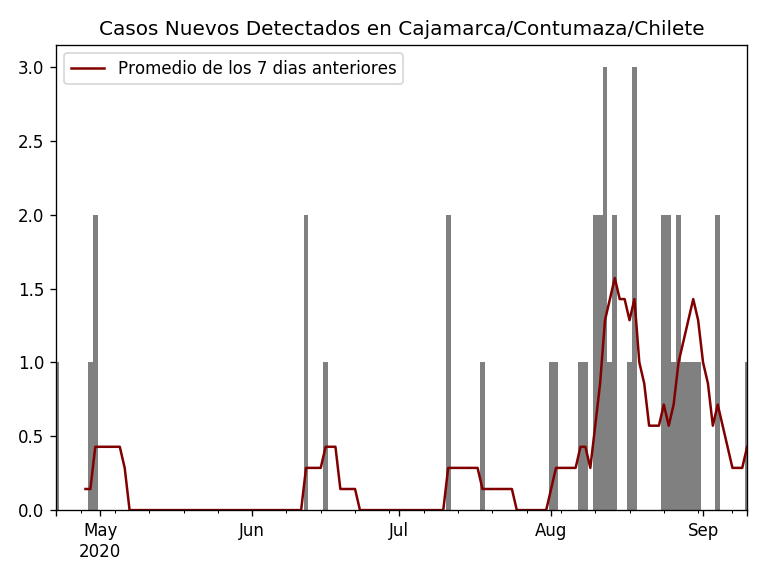 Casos Nuevos Detectados en Cajamarca/Contumaza/Chilete
Promedio de los 7 dias anteriores
3.0
2.5
2.0
1.5
1.0
0.5
0.0
May Jun Jul Aug Sep
2020